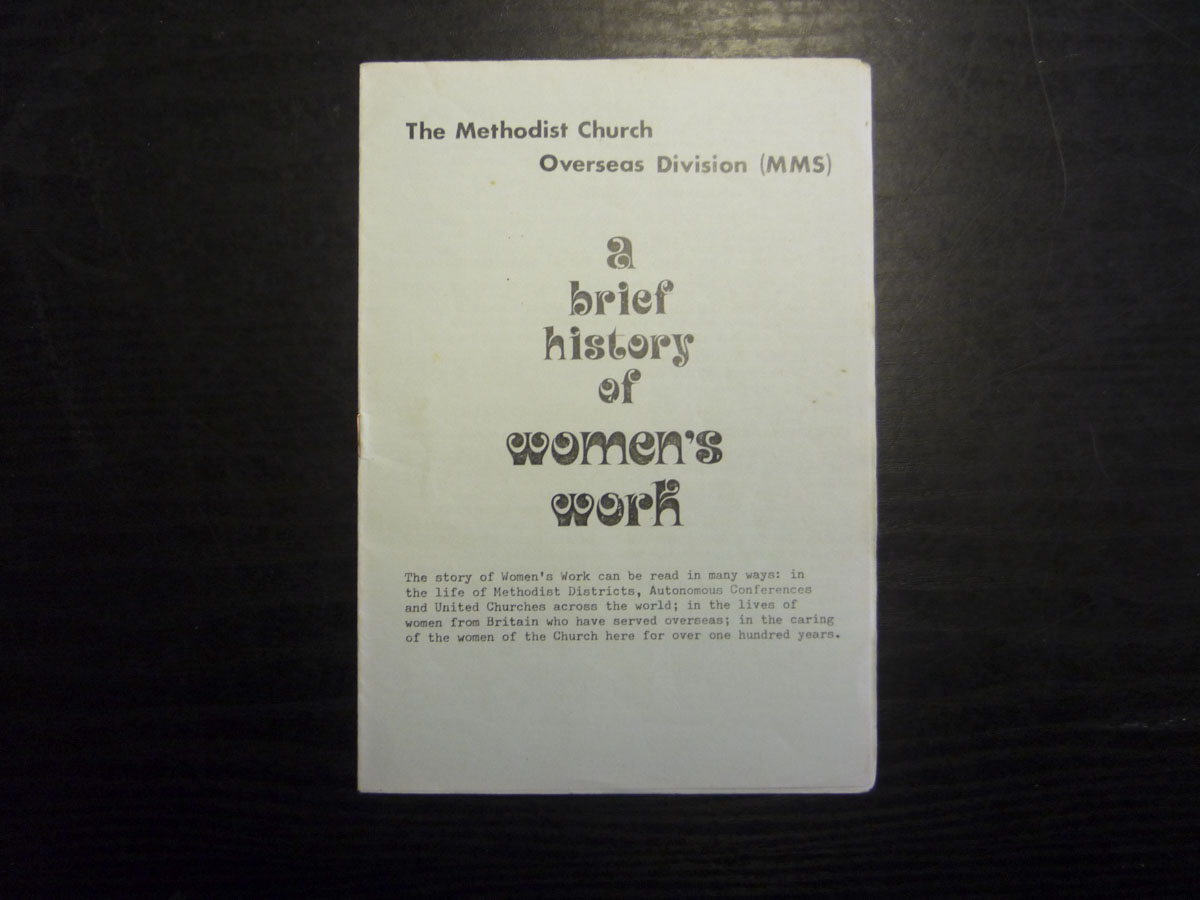 The Methodist Church
Overseas Division (MMS)
a
brief
history
of
women's
work
The story of Women's Work can be read in many ways: in
the life of Methodist Districts, Autonomous Conferences
and United Churches across the world; in the lives of
women from Britain who have served overseas; in the caring
of the women of the Church here for over one hundred years.